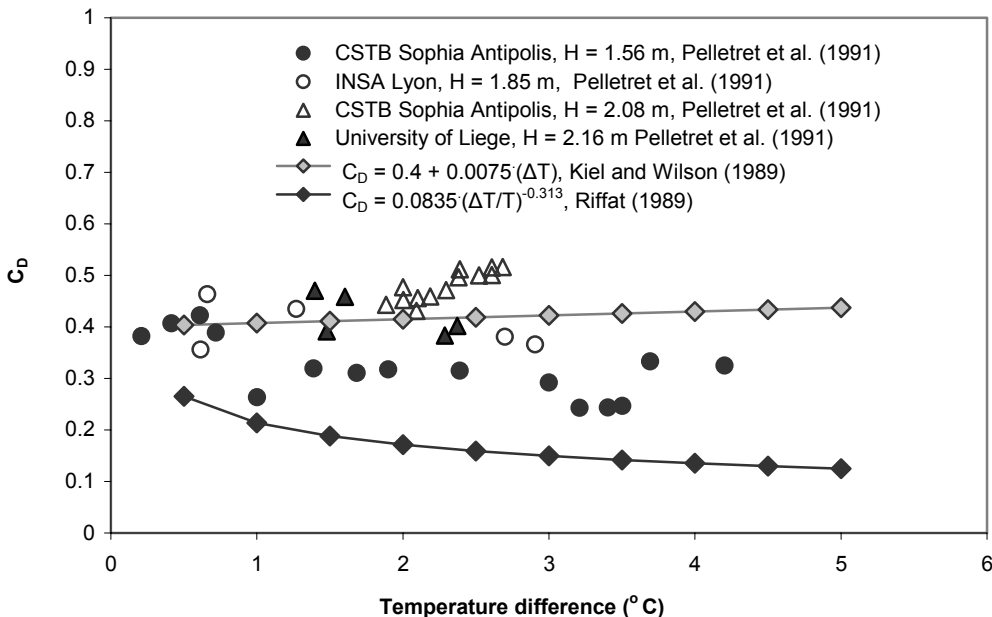 1
0.9
0.8
0.7
0.6
0.5
0.4
0.3
0.2
0.1
0
C_D
CSTB Sophia Antipolis, H = 1.56 m, Pelletret et al. (1991)
INSA Lyon, H = 1.85 m, Pelletret et al. (1991)
CSTB Sophia Antipolis, H = 2.08 m, Pelletret et al. (1991)
University of Liege, H = 2.16 m Pelletret et al. (1991)
C_D = 0.4 + 0.0075·(ΔT), Kiel and Wilson (1989)
C_D = 0.0835·(ΔT/T)^-0.313, Riffat (1989)
0 1 2 3 4 5 6
Temperature difference (° C)